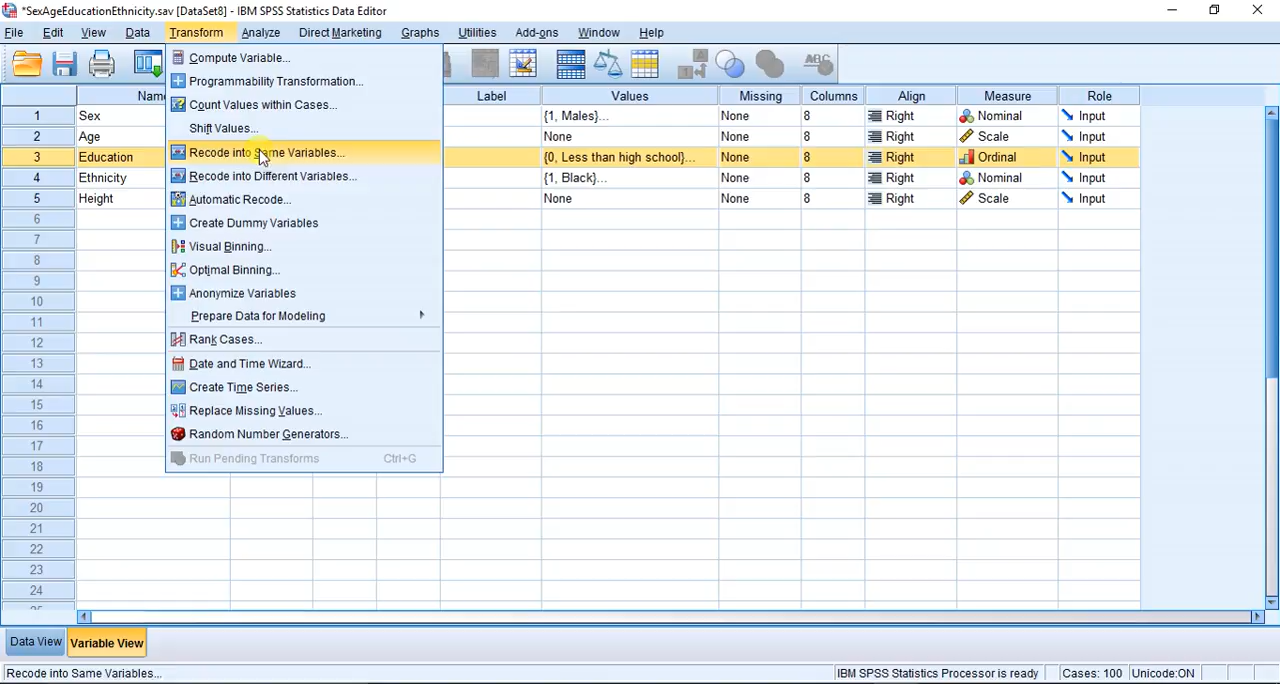 *SexAgeEducationEthnicity.sav [DataSet8] - IBM SPSS Statistics Data Editor
File Edit View Data Transform Analyze Direct Marketing Graphs Utilities Add-ons Window Help
Compute Variable...
Programmability Transformation...
Count Values within Cases...
Shift Values...
Recode into Same Variables...
Recode into Different Variables...
Automatic Recode...
Create Dummy Variables
Visual Binning...
Optimal Binning...
Anonymize Variables
Prepare Data for Modeling
Rank Cases...
Date and Time Wizard...
Create Time Series...
Replace Missing Values...
Random Number Generators...
Run Pending Transforms Ctrl+G
ABC
Name Label Values Missing Columns Align Measure Role
1 Sex {1, Males}... None 8 Right Nominal Input
2 Age None None 8 Right Scale Input
3 Education {0, Less than high school}... None 8 Right Ordinal Input
4 Ethnicity {1, Black}... None 8 Right Nominal Input
5 Height None None 8 Right Scale Input
6
7
8
9
10
11
12
13
14
15
16
17
18
19
20
21
22
23
24
Data View Variable View
Recode into Same Variables... IBM SPSS Statistics Processor is ready Cases: 100 Unicode:ON